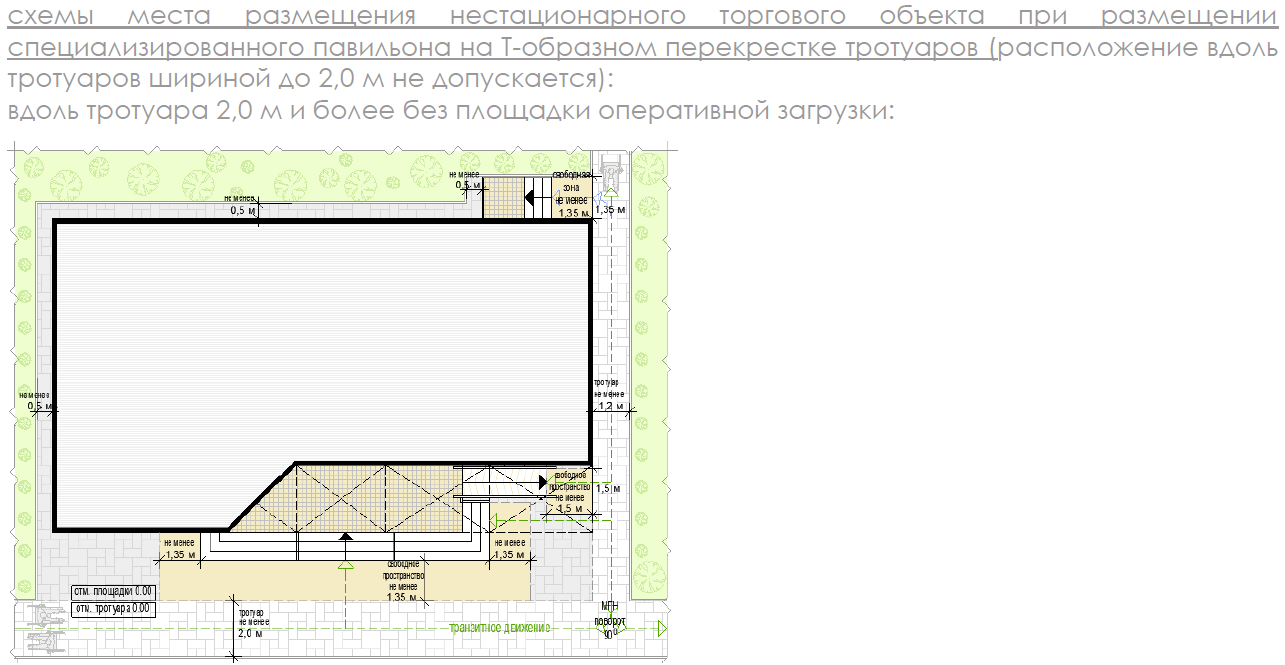 схемы места размещения нестационарного торгового объекта при размещении
специализированного павильона на Т-образном перекрестке тротуаров (расположение вдоль
тротуаров шириной до 2,0 м не допускается):
вдоль тротуара 2,0 м и более без площадки оперативной загрузки:
не менее
0,5 м
свободная
зона
не менее
1,35 м
1,35 м
не менее
0,5 м
не менее
0,5 м
тротуар
не менее
1,2 м
свободное
пространство
не менее
1,5 м
1,5 м
не менее
1,35 м
не менее
1,35 м
свободное
пространство
не менее
1,35 м
отм. площадки 0.00
отм. тротуара 0.00
тротуар
не менее
2,0 м
транзитное движение
МГН
поворот
90°